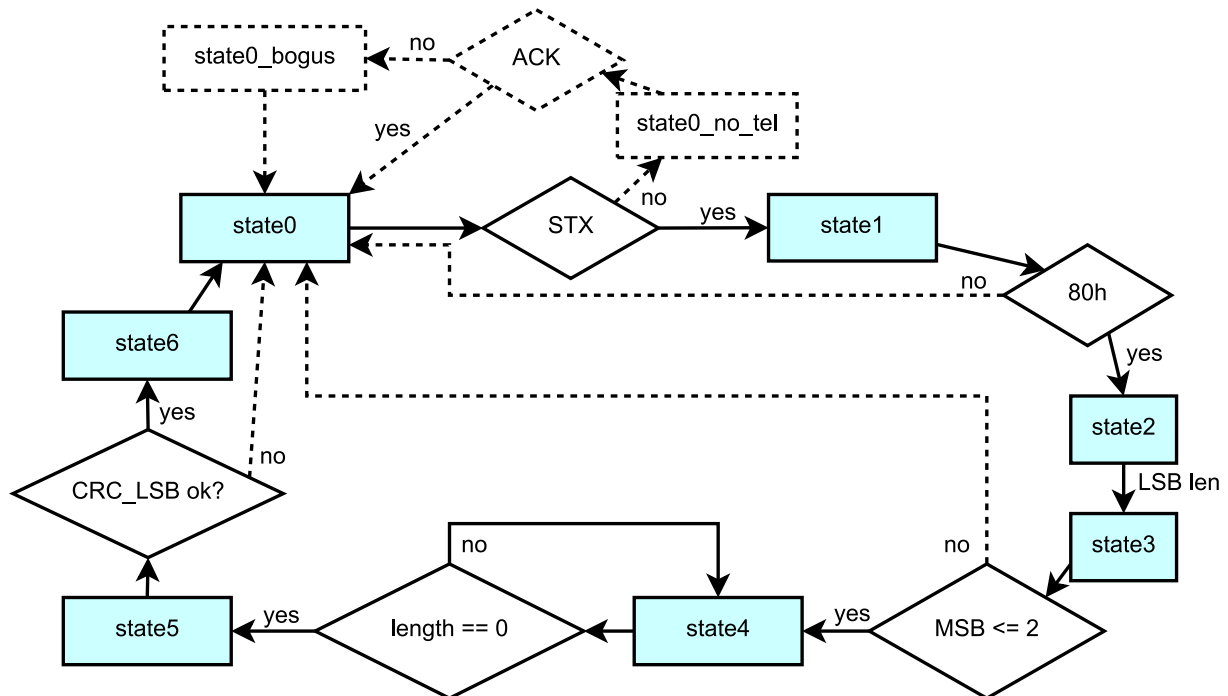 ACK
no
state0_bogus
yes
state0_no_tel
no
state0
STX
yes
state1
no
80h
yes
state6
yes
state2
no
CRC_LSB ok?
LSB len
state3
no
no
state5
yes
length == 0
state4
yes
MSB <= 2